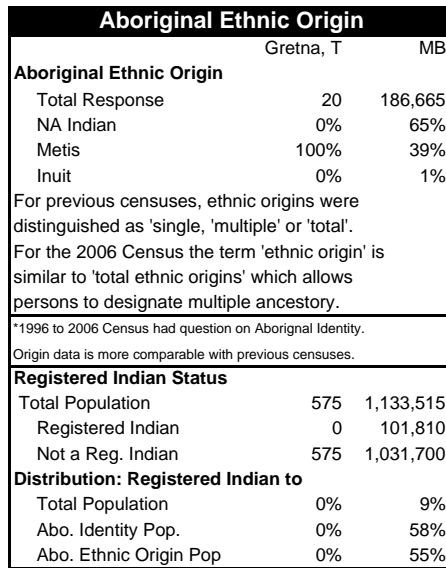 Aboriginal Ethnic Origin
Gretna, T MB
Aboriginal Ethnic Origin
Total Response 20 186,665
NA Indian 0% 65%
Metis 100% 39%
Inuit 0% 1%
For previous censuses, ethnic origins were
distinguished as 'single, 'multiple' or 'total'.
For the 2006 Census the term 'ethnic origin' is
similar to 'total ethnic origins' which allows
persons to designate multiple ancestory.
*1996 to 2006 Census had question on Aborignal Identity.
Origin data is more comparable with previous censuses.
Registered Indian Status
Total Population 575 1,133,515
Registered Indian 0 101,810
Not a Reg. Indian 575 1,031,700
Distribution: Registered Indian to
Total Population 0% 9%
Abo. Identity Pop. 0% 58%
Abo. Ethnic Origin Pop 0% 55%